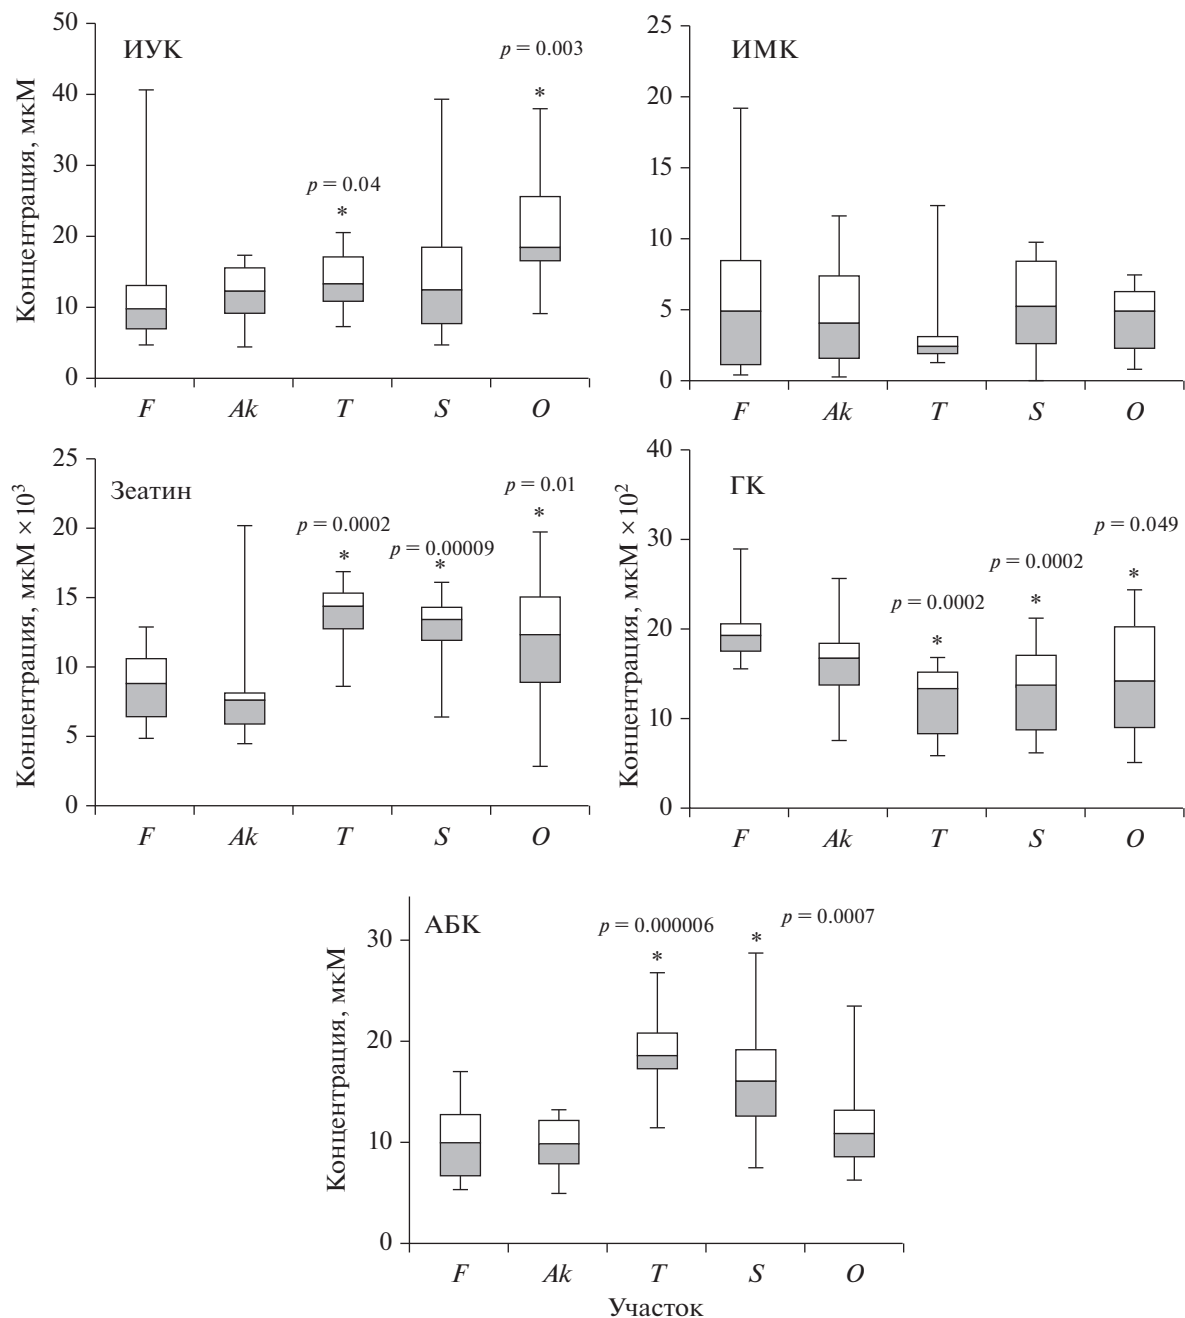 ИУК
p = 0.003
*
p = 0.04
*
Концентрация, мкМ
50
40
30
20
10
0
F Ak T S O
ИМК
25
20
15
10
5
0
F Ak T S O
Зеатин
p = 0.01
*
p = 0.0002
*
p = 0.00009
*
Концентрация, мкМ × 10³
25
20
15
10
5
0
F Ak T S O
ГК
p = 0.049
*
p = 0.0002
*
p = 0.0002
*
Концентрация, мкМ × 10²
40
30
20
10
0
F Ak T S O
АБК
p = 0.000006
*
*
p = 0.0007
Концентрация, мкМ
30
20
10
0
F Ak T S O
Участок